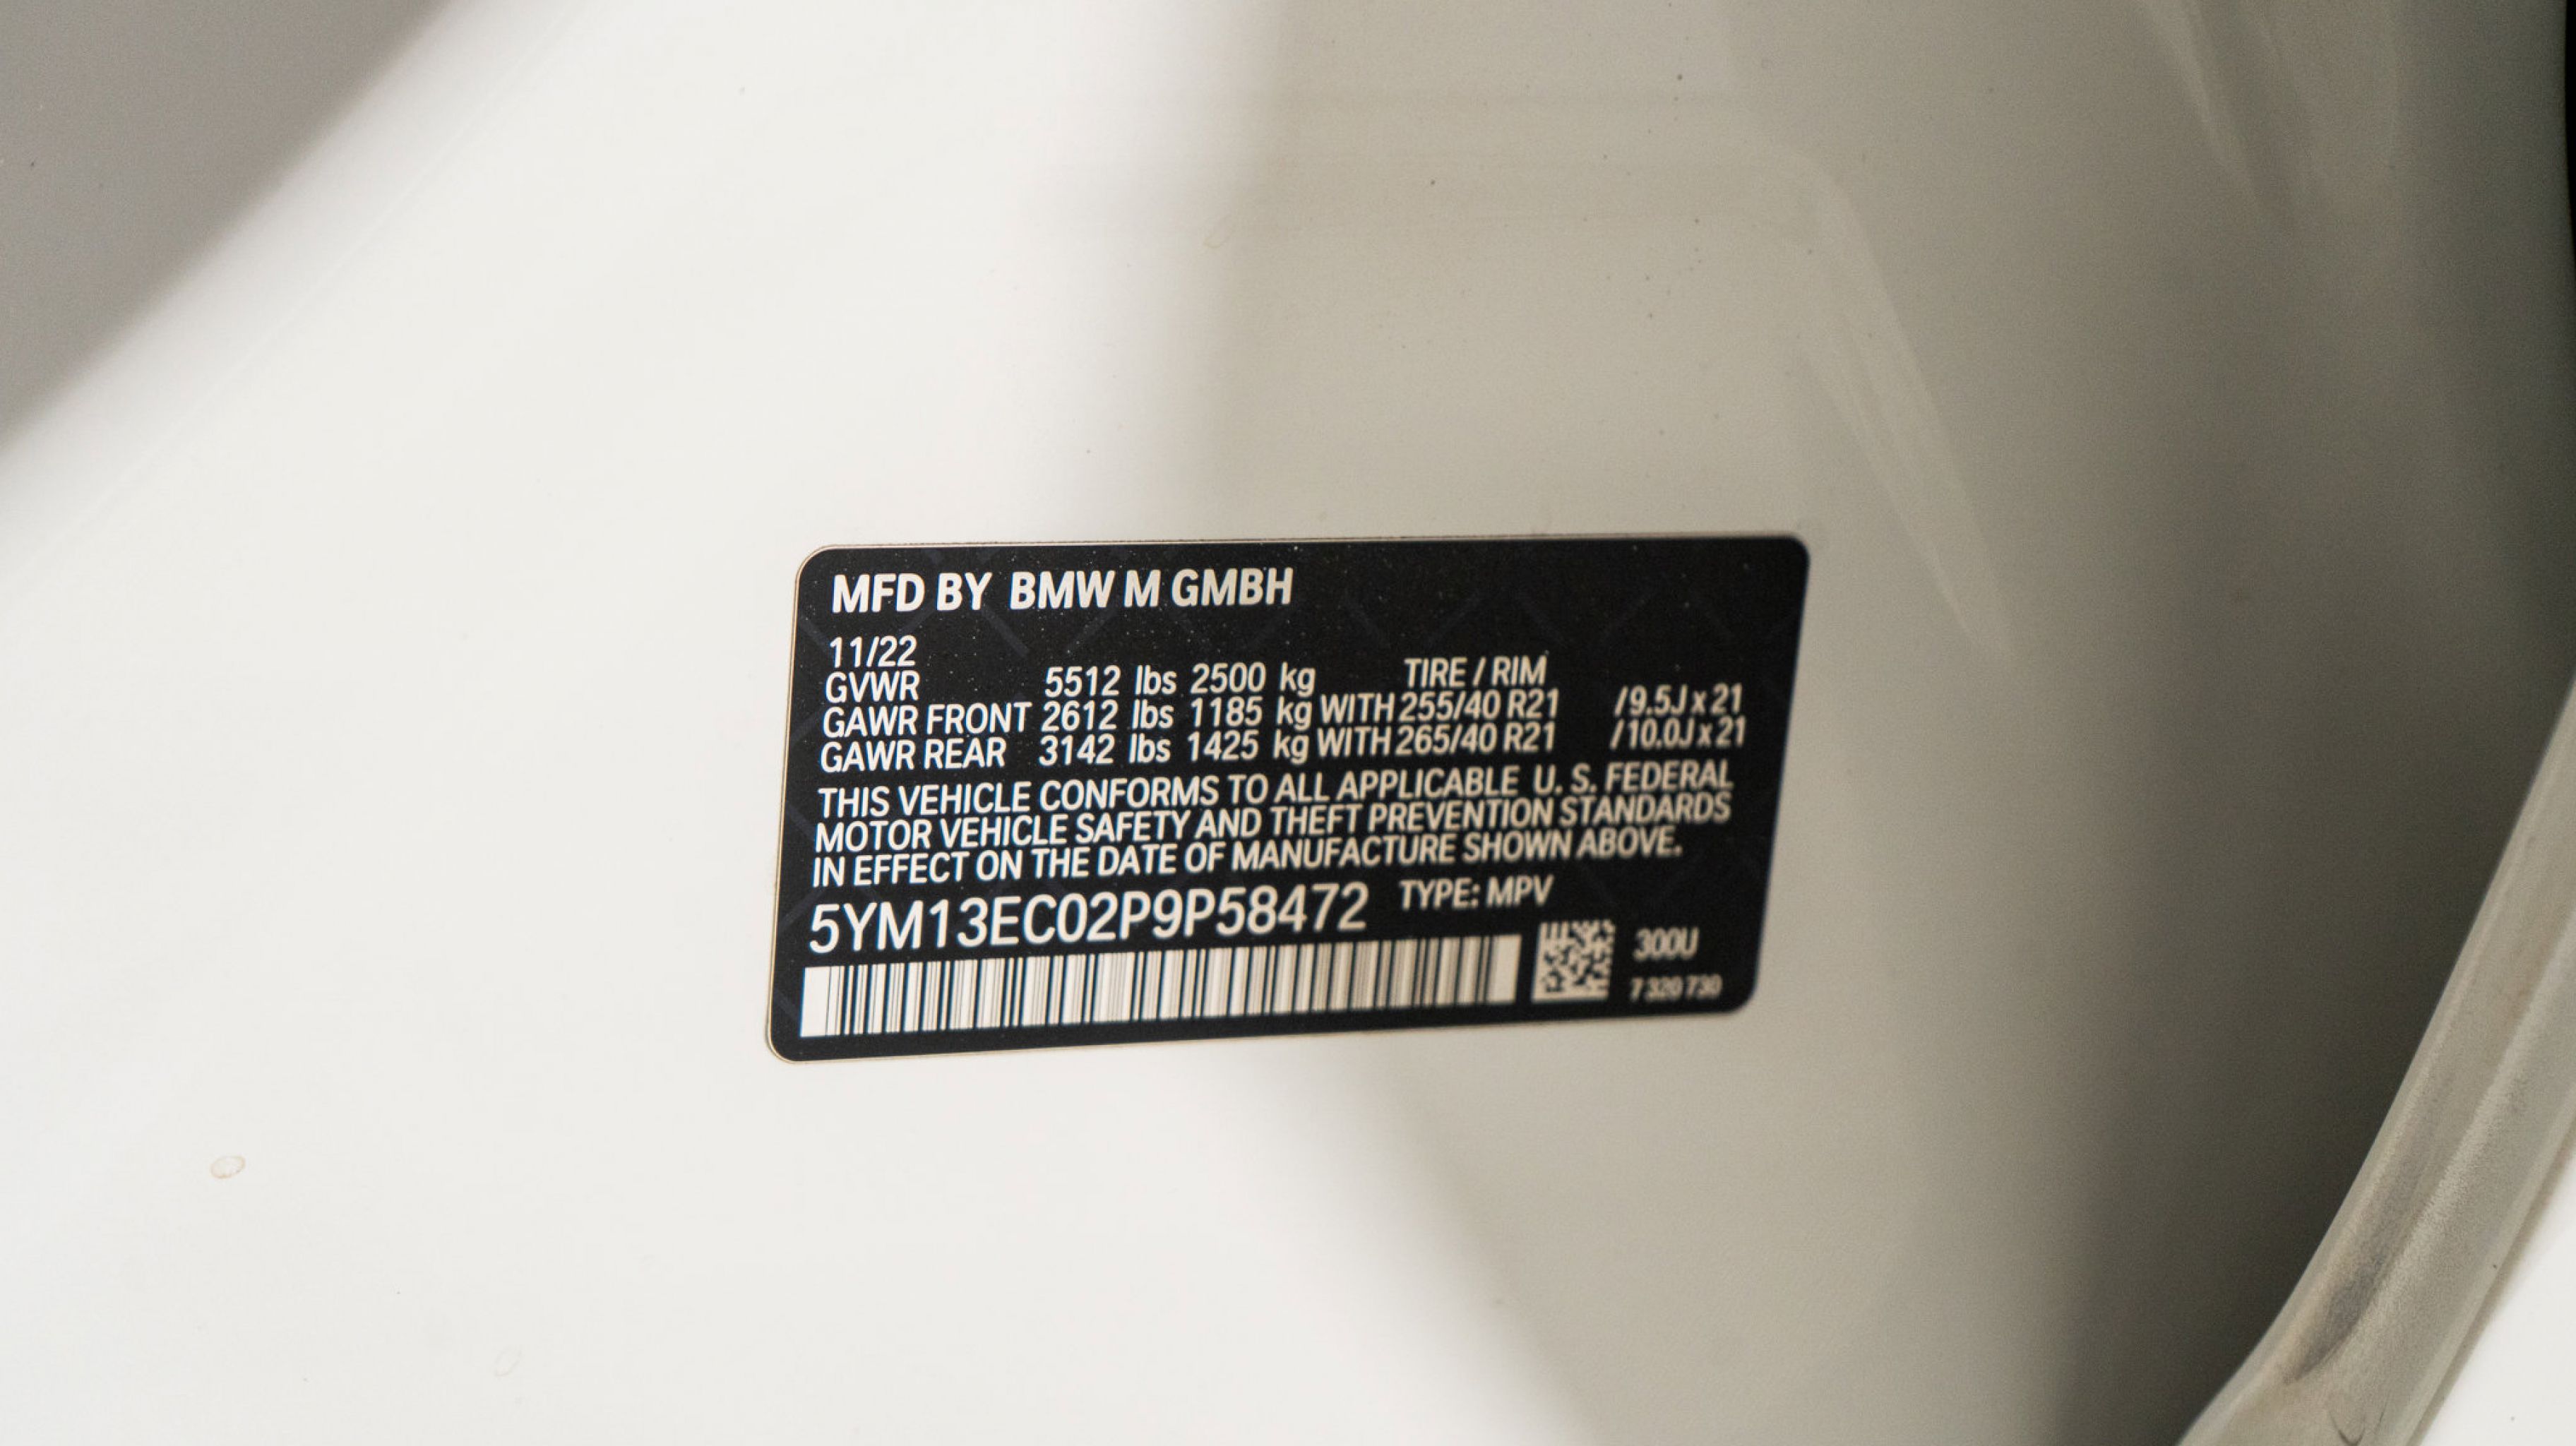 MFD BY BMW M GMBH
11/22
GVWR 5512 lbs 2500 kg TIRE / RIM
GAWR FRONT 2612 lbs 1185 kg WITH 255/40 R21 /9.5J x 21
GAWR REAR 3142 lbs 1425 kg WITH 265/40 R21 /10.0J x 21
THIS VEHICLE CONFORMS TO ALL APPLICABLE U. S. FEDERAL
MOTOR VEHICLE SAFETY AND THEFT PREVENTION STANDARDS
IN EFFECT ON THE DATE OF MANUFACTURE SHOWN ABOVE.
5YM13EC02P9P58472 TYPE: MPV
300U
7 320 730